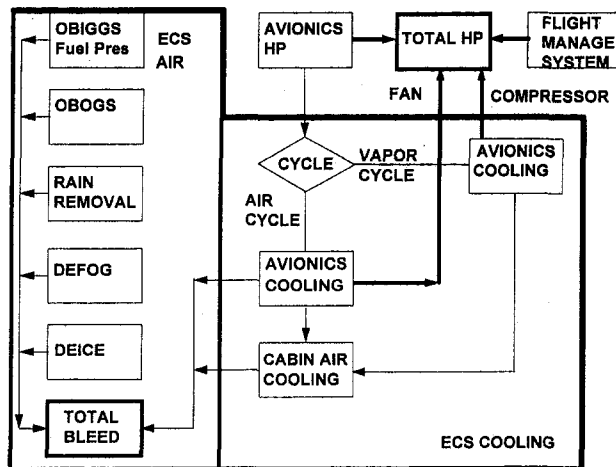 OBIGGS
Fuel Pres
ECS
AIR
AVIONICS
HP
TOTAL HP
FLIGHT
MANAGE
SYSTEM
FAN
COMPRESSOR
OBOGS
CYCLE
VAPOR
CYCLE
AVIONICS
COOLING
RAIN
REMOVAL
AIR
CYCLE
DEFOG
AVIONICS
COOLING
DEICE
CABIN AIR
COOLING
TOTAL
BLEED
ECS COOLING